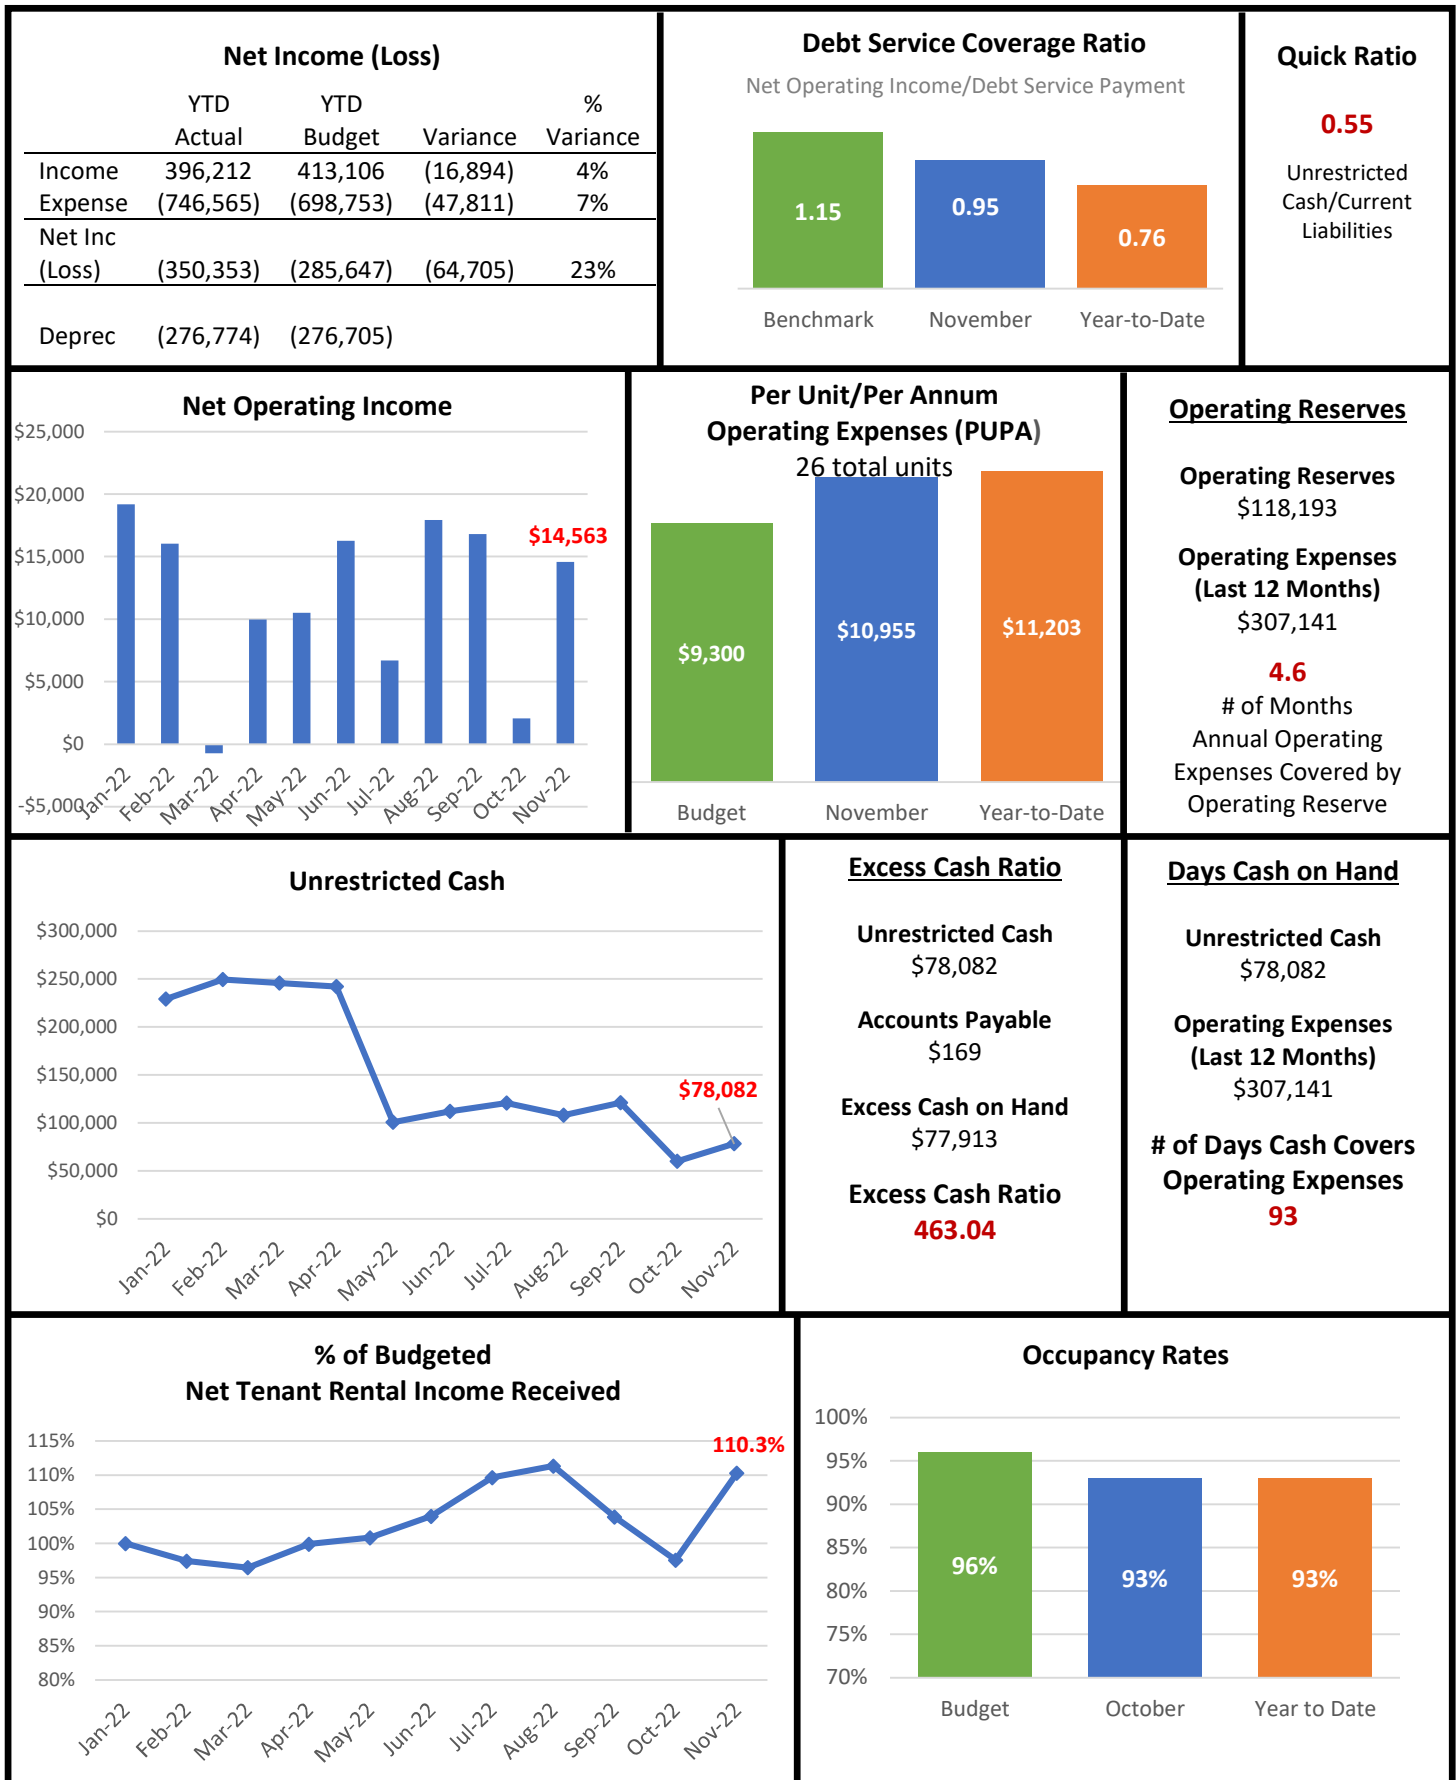 Net Income (Loss)
YTD YTD %
Actual Budget Variance Variance
Income 396,212 413,106 (16,894) 4%
Expense (746,565) (698,753) (47,811) 7%
Net Inc
(Loss) (350,353) (285,647) (64,705) 23%
Deprec (276,774) (276,705)
Debt Service Coverage Ratio
Net Operating Income/Debt Service Payment
1.15
0.95
0.76
Benchmark November Year-to-Date
Quick Ratio
0.55
Unrestricted
Cash/Current
Liabilities
Net Operating Income
$25,000
$20,000
$15,000
$10,000
$5,000
$0
-$5,000
$14,563
Jan-22 Feb-22 Mar-22 Apr-22 May-22 Jun-22 Jul-22 Aug-22 Sep-22 Oct-22 Nov-22
Per Unit/Per Annum
Operating Expenses (PUPA)
26 total units
$9,300
$10,955
$11,203
Budget November Year-to-Date
Operating Reserves
Operating Reserves
$118,193
Operating Expenses
(Last 12 Months)
$307,141
4.6
# of Months
Annual Operating
Expenses Covered by
Operating Reserve
Unrestricted Cash
$300,000
$250,000
$200,000
$150,000
$100,000
$50,000
$0
$78,082
Jan-22 Feb-22 Mar-22 Apr-22 May-22 Jun-22 Jul-22 Aug-22 Sep-22 Oct-22 Nov-22
Excess Cash Ratio
Unrestricted Cash
$78,082
Accounts Payable
$169
Excess Cash on Hand
$77,913
Excess Cash Ratio
463.04
Days Cash on Hand
Unrestricted Cash
$78,082
Operating Expenses
(Last 12 Months)
$307,141
# of Days Cash Covers
Operating Expenses
93
% of Budgeted
Net Tenant Rental Income Received
115%
110%
105%
100%
95%
90%
85%
80%
110.3%
Jan-22 Feb-22 Mar-22 Apr-22 May-22 Jun-22 Jul-22 Aug-22 Sep-22 Oct-22 Nov-22
Occupancy Rates
100%
95%
90%
85%
80%
75%
70%
96%
93%
93%
Budget October Year to Date